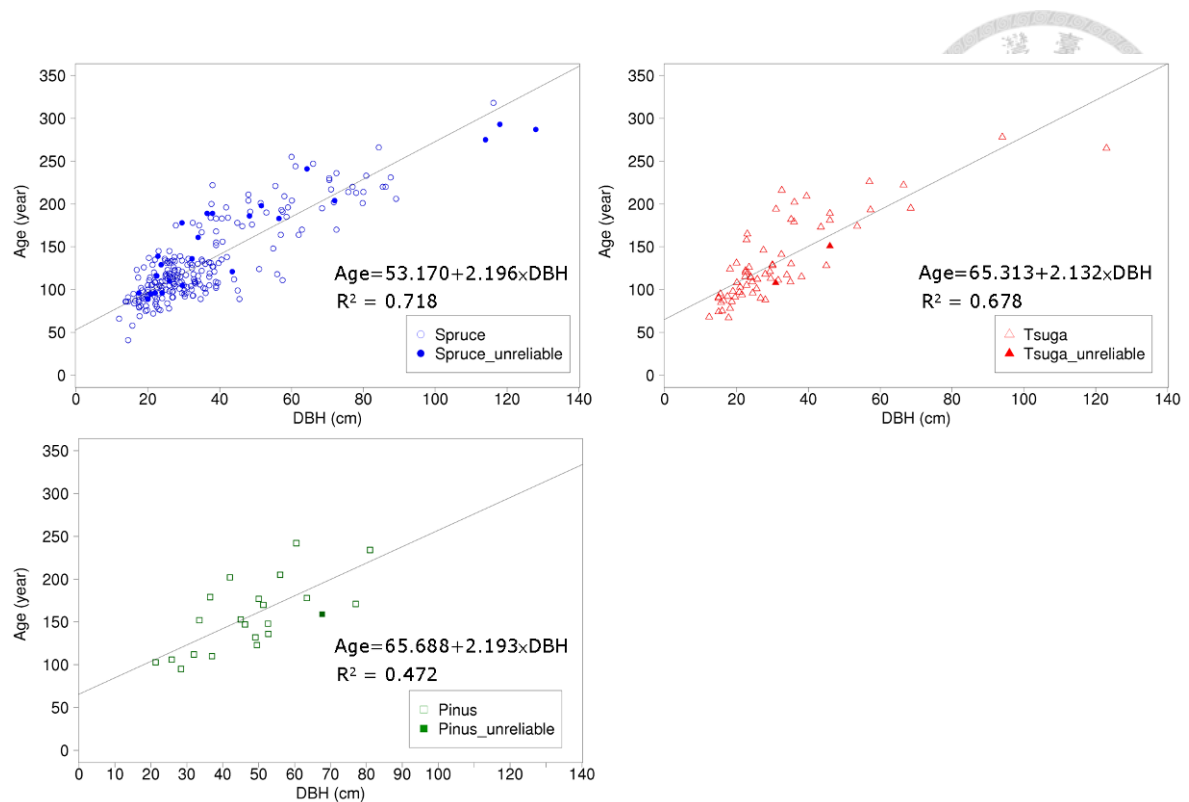 350
300
250
200
150
100
50
0
Age (year)
Age=53.170+2.196×DBH
R² = 0.718
Spruce
Spruce_unreliable
0 20 40 60 80 100 120 140
DBH (cm)
350
300
250
200
150
100
50
0
Age (year)
Age=65.313+2.132×DBH
R² = 0.678
Tsuga
Tsuga_unreliable
0 20 40 60 80 100 120 140
DBH (cm)
350
300
250
200
150
100
50
0
Age (year)
Age=65.688+2.193×DBH
R² = 0.472
Pinus
Pinus_unreliable
0 10 20 30 40 50 60 70 80 90 100 120 140
DBH (cm)